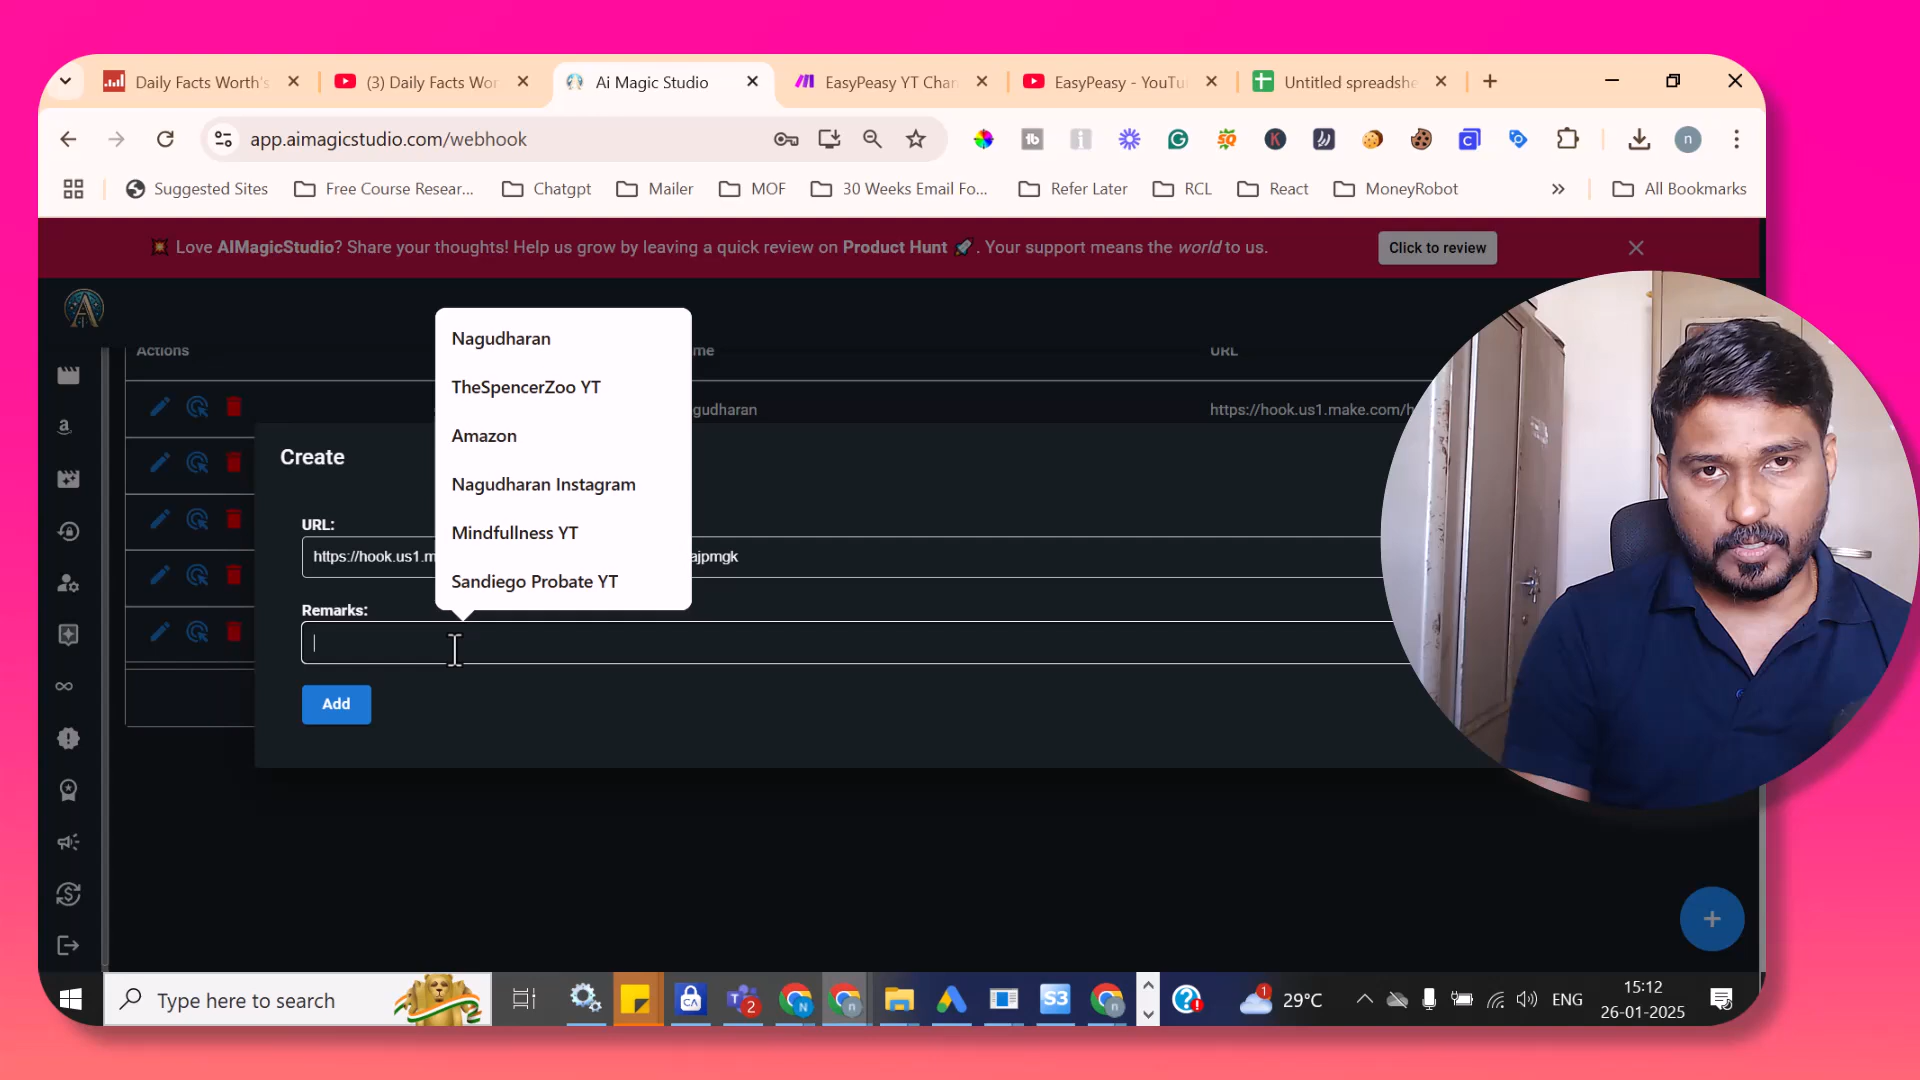 Daily Facts Worth's
(3) Daily Facts Wor
Ai Magic Studio
EasyPeasy YT Chan
EasyPeasy - YouTu
Untitled spreadshe
app.aimagicstudio.com/webhook
Suggested Sites
Free Course Resear...
Chatgpt
Mailer
MOF
30 Weeks Email Fo...
Refer Later
RCL
React
MoneyRobot
All Bookmarks
Love AIMagicStudio? Share your thoughts! Help us grow by leaving a quick review on Product Hunt 🚀. Your support means the world to us.
Click to review
Actions
me
URL
gudharan
https://hook.us1.make.com/h
Nagudharan
TheSpencerZoo YT
Amazon
Nagudharan Instagram
Mindfullness YT
Sandiego Probate YT
Create
URL:
https://hook.us1.m
ajpmgk
Remarks:
Add
Type here to search
29°C
ENG
15:12
26-01-2025